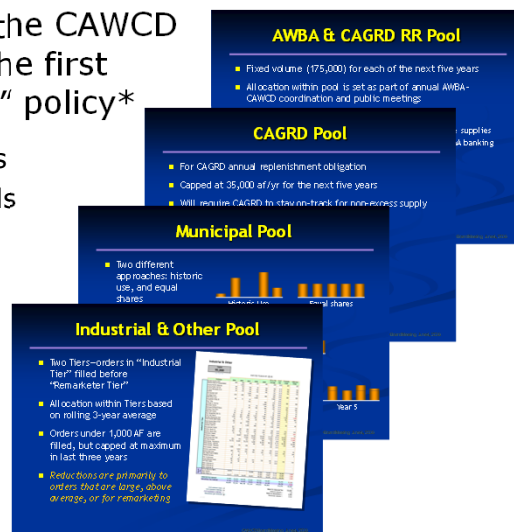 the CAWCD
he first
" policy*
s
ls
AWBA & CAGRD RR Pool
Fixed volume (175,000) for each of the next five years
Allocation within pool is set as part of annual AWBA-
CAWCD coordination and public meetings
supplies
banking
CAGRD Pool
For CAGRD annual replenishment obligation
Capped at 35,000 af/yr for the next five years
Will require CAGRD to stay on-track for non-excess supply
Municipal Pool
Two different
approaches: historic
use, and equal
shares
Historic Use
Equal shares
Year 5
Industrial & Other Pool
Two Tiers—orders in "Industrial
Tier" filled before
"Remarketer Tier"
Allocation within Tiers based
on rolling 3-year average
Orders under 1,000 AF are
filled, but capped at maximum
in last three years
Reductions are primarily to
orders that are large, above
average, or for remarketing